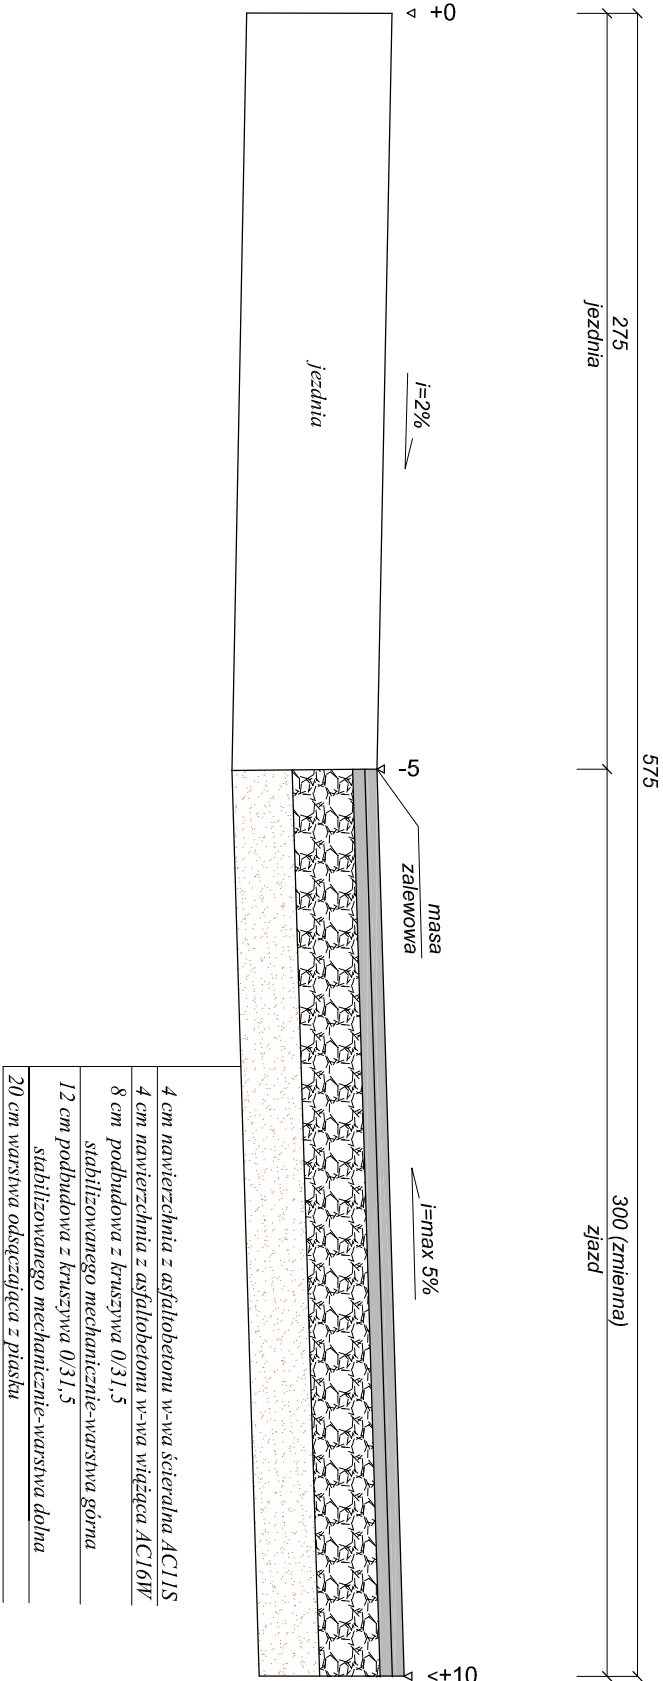 575
275
jezdnia
300 (zmienna)
zjazd
+0
i=2%
-5
masa
zalewowa
i=max 5%
<+10
jezdnia
4 cm nawierzchnia z asfaltobetonu w-wa ścieralna AC11S
4 cm nawierzchnia z asfaltobetonu w-wa wiążąca AC16W
8 cm podbudowa z kruszywa 0/31,5
stabilizowanego mechanicznie-warstwa górna
12 cm podbudowa z kruszywa 0/31,5
stabilizowanego mechanicznie-warstwa dolna
20 cm warstwa odsączająca z piasku